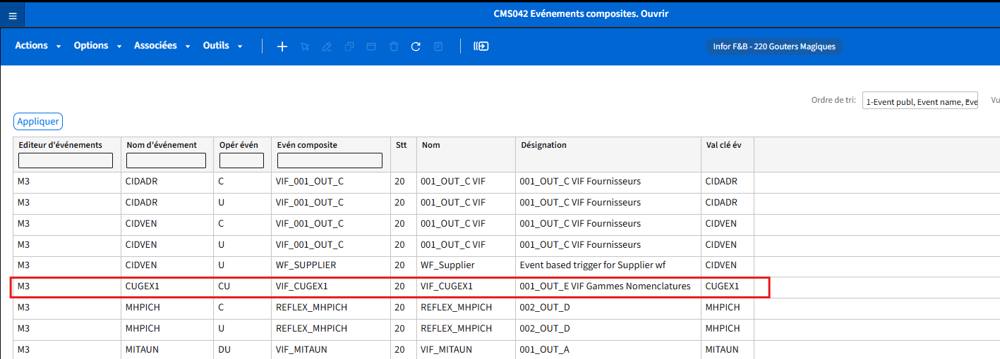 CMS042 Evénements composites. Ouvrir
Actions Options Associées Outils Infor F&B - 220 Gouters Magiques
Ordre de tri: 1-Event publ, Event name, Eve Vu
Appliquer
Editeur d'événements Nom d'événement Opér évén Evén composite Stt Nom Désignation Val clé év
M3 CIDADR C VIF_001_OUT_C 20 001_OUT_C VIF 001_OUT_C VIF Fournisseurs CIDADR
M3 CIDADR U VIF_001_OUT_C 20 001_OUT_C VIF 001_OUT_C VIF Fournisseurs CIDADR
M3 CIDVEN C VIF_001_OUT_C 20 001_OUT_C VIF 001_OUT_C VIF Fournisseurs CIDVEN
M3 CIDVEN U VIF_001_OUT_C 20 001_OUT_C VIF 001_OUT_C VIF Fournisseurs CIDVEN
M3 CIDVEN U WF_SUPPLIER 20 WF_Supplier Event based trigger for Supplier wf CIDVEN
M3 CUGEX1 CU VIF_CUGEX1 20 VIF_CUGEX1 001_OUT_E VIF Gammes Nomenclatures CUGEX1
M3 MHPICH C REFLEX_MHPICH 20 REFLEX_MHPICH 002_OUT_D MHPICH
M3 MHPICH U REFLEX_MHPICH 20 REFLEX_MHPICH 002_OUT_D MHPICH
M3 MITAUN DU VIF_MITAUN 20 VIF_MITAUN 001_OUT_A MITAUN